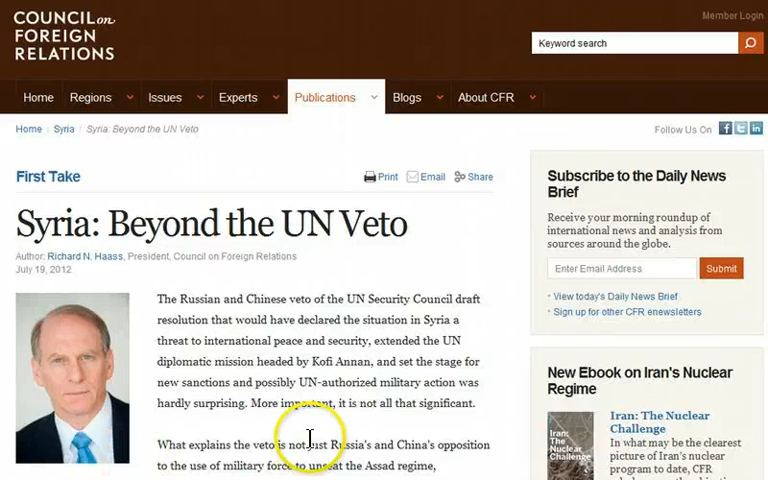 COUNCIL on
FOREIGN
RELATIONS
Member Login
Keyword search
Home Regions Issues Experts Publications Blogs About CFR
Home / Syria / Syria: Beyond the UN Veto
Follow Us On
First Take
Print Email Share
Syria: Beyond the UN Veto
Author: Richard N. Haass, President, Council on Foreign Relations
July 19, 2012
The Russian and Chinese veto of the UN Security Council draft
resolution that would have declared the situation in Syria a
threat to international peace and security, extended the UN
diplomatic mission headed by Kofi Annan, and set the stage for
new sanctions and possibly UN-authorized military action was
hardly surprising. More important, it is not all that significant.
What explains the veto is not just Russia's and China's opposition
to the use of military force to unseat the Assad regime,
Subscribe to the Daily News
Brief
Receive your morning roundup of
international news and analysis from
sources around the globe.
Enter Email Address Submit
View today's Daily News Brief
Sign up for other CFR enewsletters
New Ebook on Iran's Nuclear
Regime
Iran:
The Nuclear
Challenge
Iran: The Nuclear
Challenge
In what may be the clearest
picture of Iran's nuclear
program to date, CFR